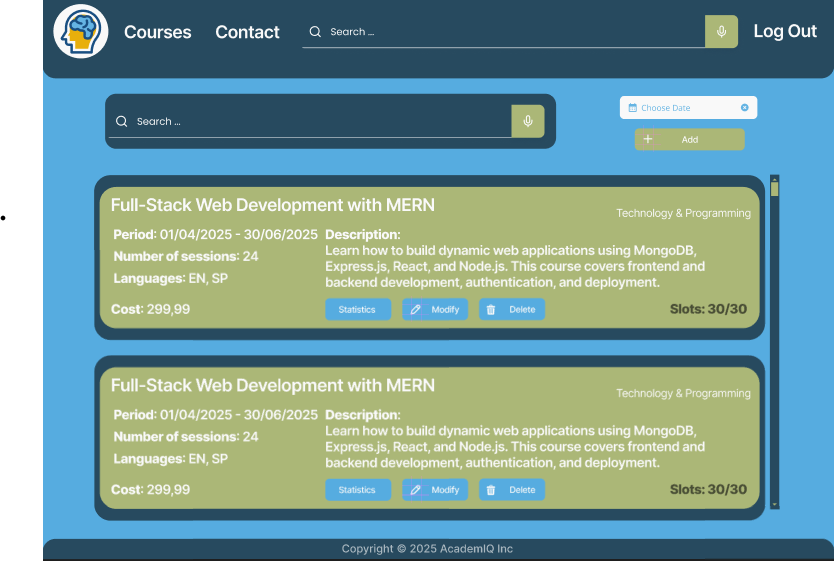 Courses Contact Search ... Log Out
Search ...
Choose Date
Add
Full-Stack Web Development with MERN
Technology & Programming
Period: 01/04/2025 - 30/06/2025
Number of sessions: 24
Languages: EN, SP
Description:
Learn how to build dynamic web applications using MongoDB,
Express.js, React, and Node.js. This course covers frontend and
backend development, authentication, and deployment.
Cost: 299,99
Statistics Modify Delete
Slots: 30/30
Full-Stack Web Development with MERN
Technology & Programming
Period: 01/04/2025 - 30/06/2025
Number of sessions: 24
Languages: EN, SP
Description:
Learn how to build dynamic web applications using MongoDB,
Express.js, React, and Node.js. This course covers frontend and
backend development, authentication, and deployment.
Cost: 299,99
Statistics Modify Delete
Slots: 30/30
Copyright © 2025 AcademIQ Inc